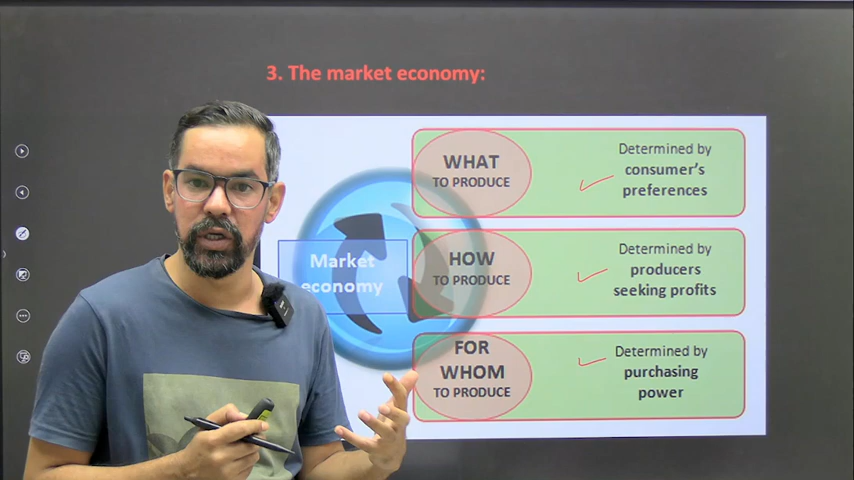 3. The market economy:
WHAT
TO PRODUCE
Determined by
consumer's
preferences
Market
economy
HOW
TO PRODUCE
Determined by
producers
seeking profits
FOR
WHOM
TO PRODUCE
Determined by
purchasing
power